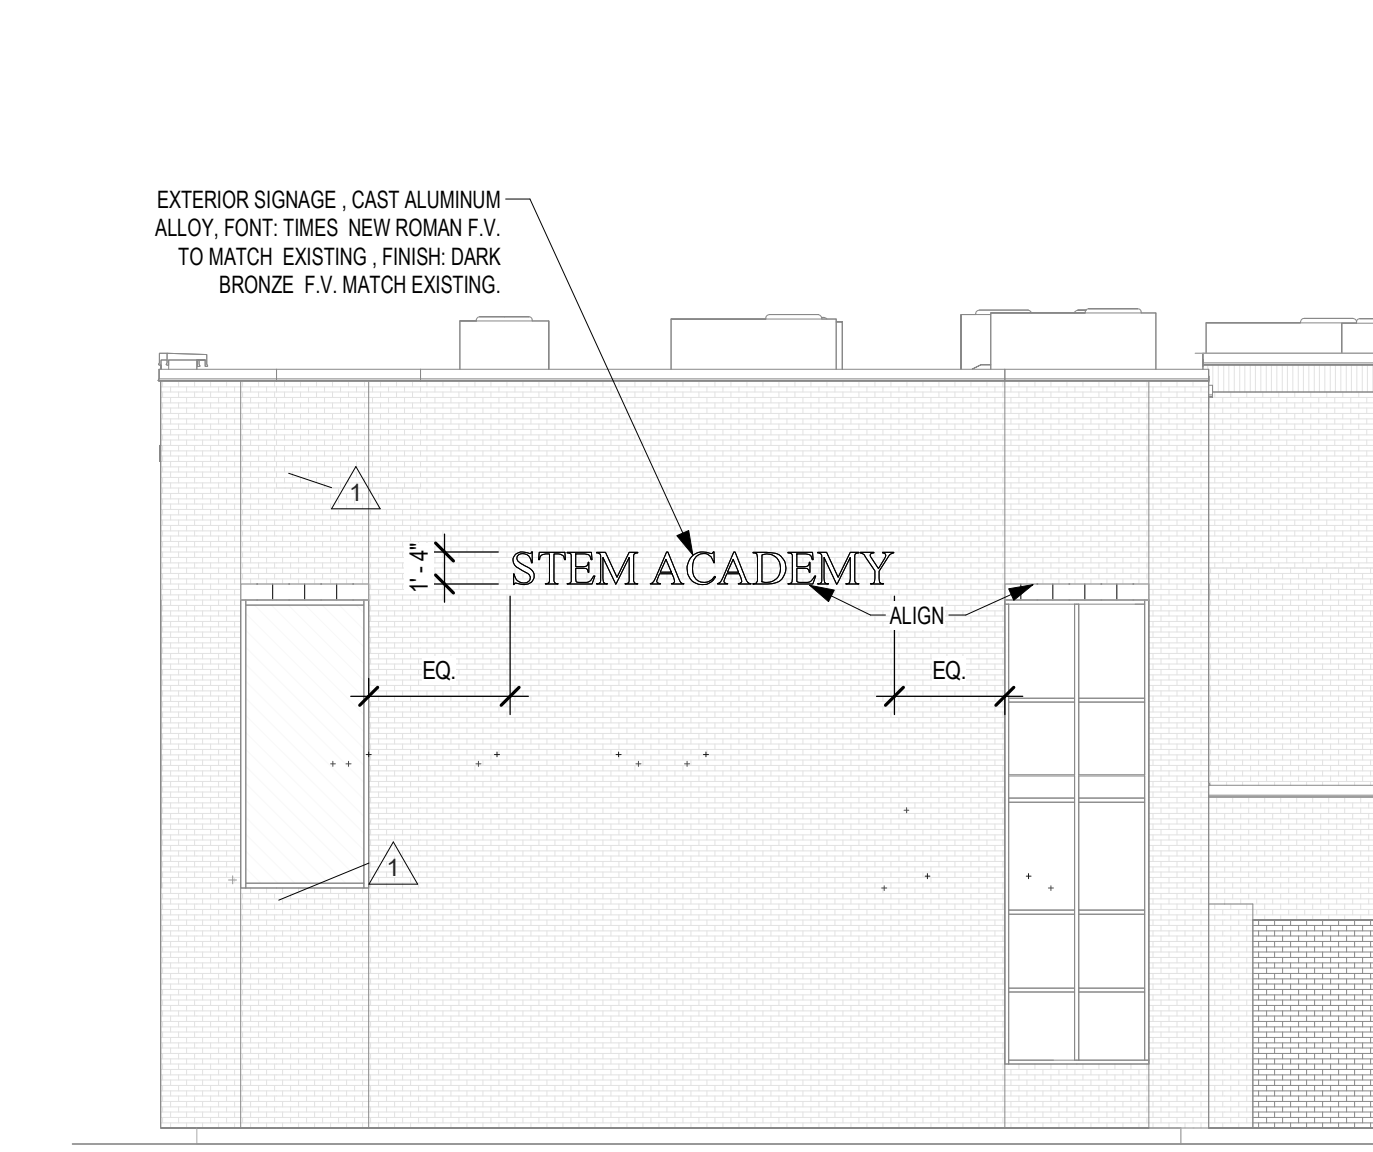 EXTERIOR SIGNAGE , CAST ALUMINUM
ALLOY, FONT: TIMES NEW ROMAN F.V.
TO MATCH EXISTING , FINISH: DARK
BRONZE F.V. MATCH EXISTING.
1
1' - 4"
STEM ACADEMY
ALIGN
EQ.
EQ.
1